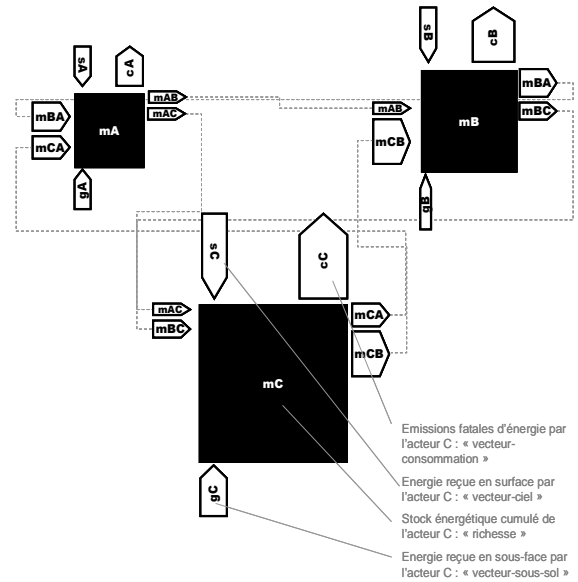 sA
cA
mBA
mCA
mA
mAB
mAC
gA
sB
cB
mAB
mCB
mB
mBA
mBC
gB
sC
cC
mAC
mBC
mC
mCA
mCB
gC
Emissions fatales d'énergie par
l'acteur C : « vecteur-
consommation »
Energie reçue en surface par
l'acteur C : « vecteur-ciel »
Stock énergétique cumulé de
l'acteur C : « richesse »
Energie reçue en sous-face par
l'acteur C : « vecteur-sous-sol »